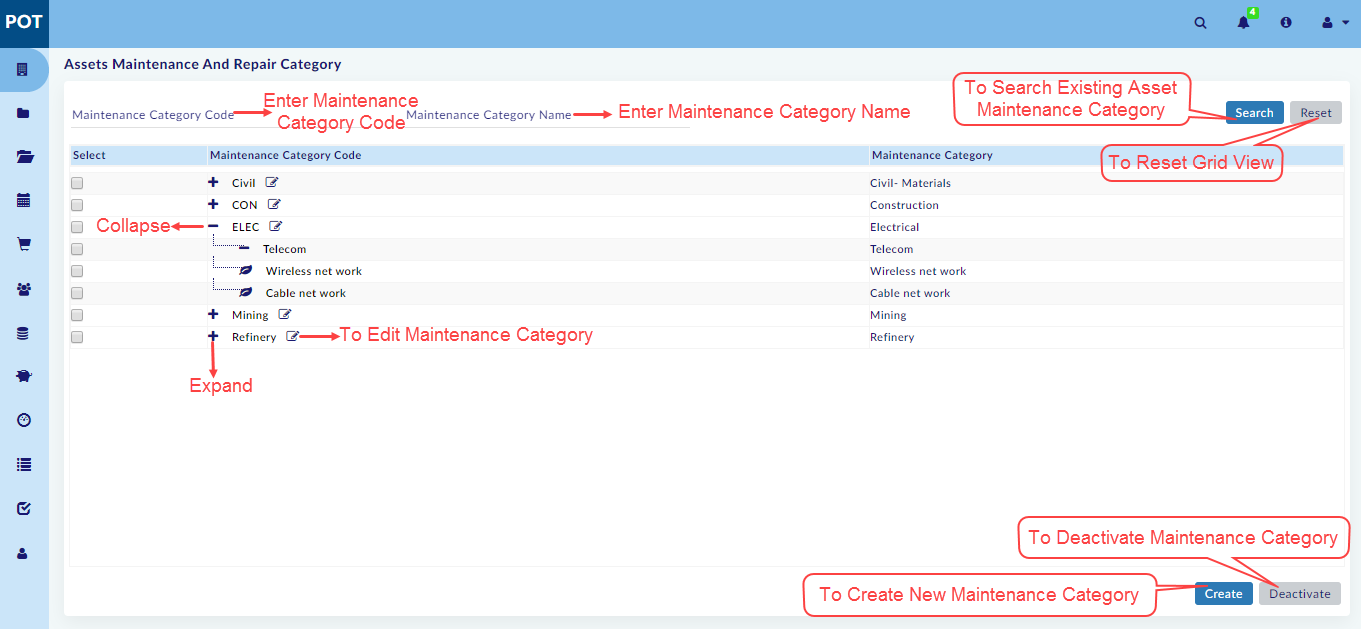 POT
4
Assets Maintenance And Repair Category
To Search Existing Asset
Maintenance Category
Maintenance Category Code
Enter Maintenance
Category Code
Maintenance Category Name
Enter Maintenance Category Name
Search
Reset
To Reset Grid View
Select
Maintenance Category Code
Maintenance Category
Civil
Civil- Materials
CON
Construction
Collapse
ELEC
Electrical
Telecom
Telecom
Wireless net work
Wireless net work
Cable net work
Cable net work
Mining
Mining
Refinery
To Edit Maintenance Category
Refinery
Expand
To Deactivate Maintenance Category
To Create New Maintenance Category
Create
Deactivate